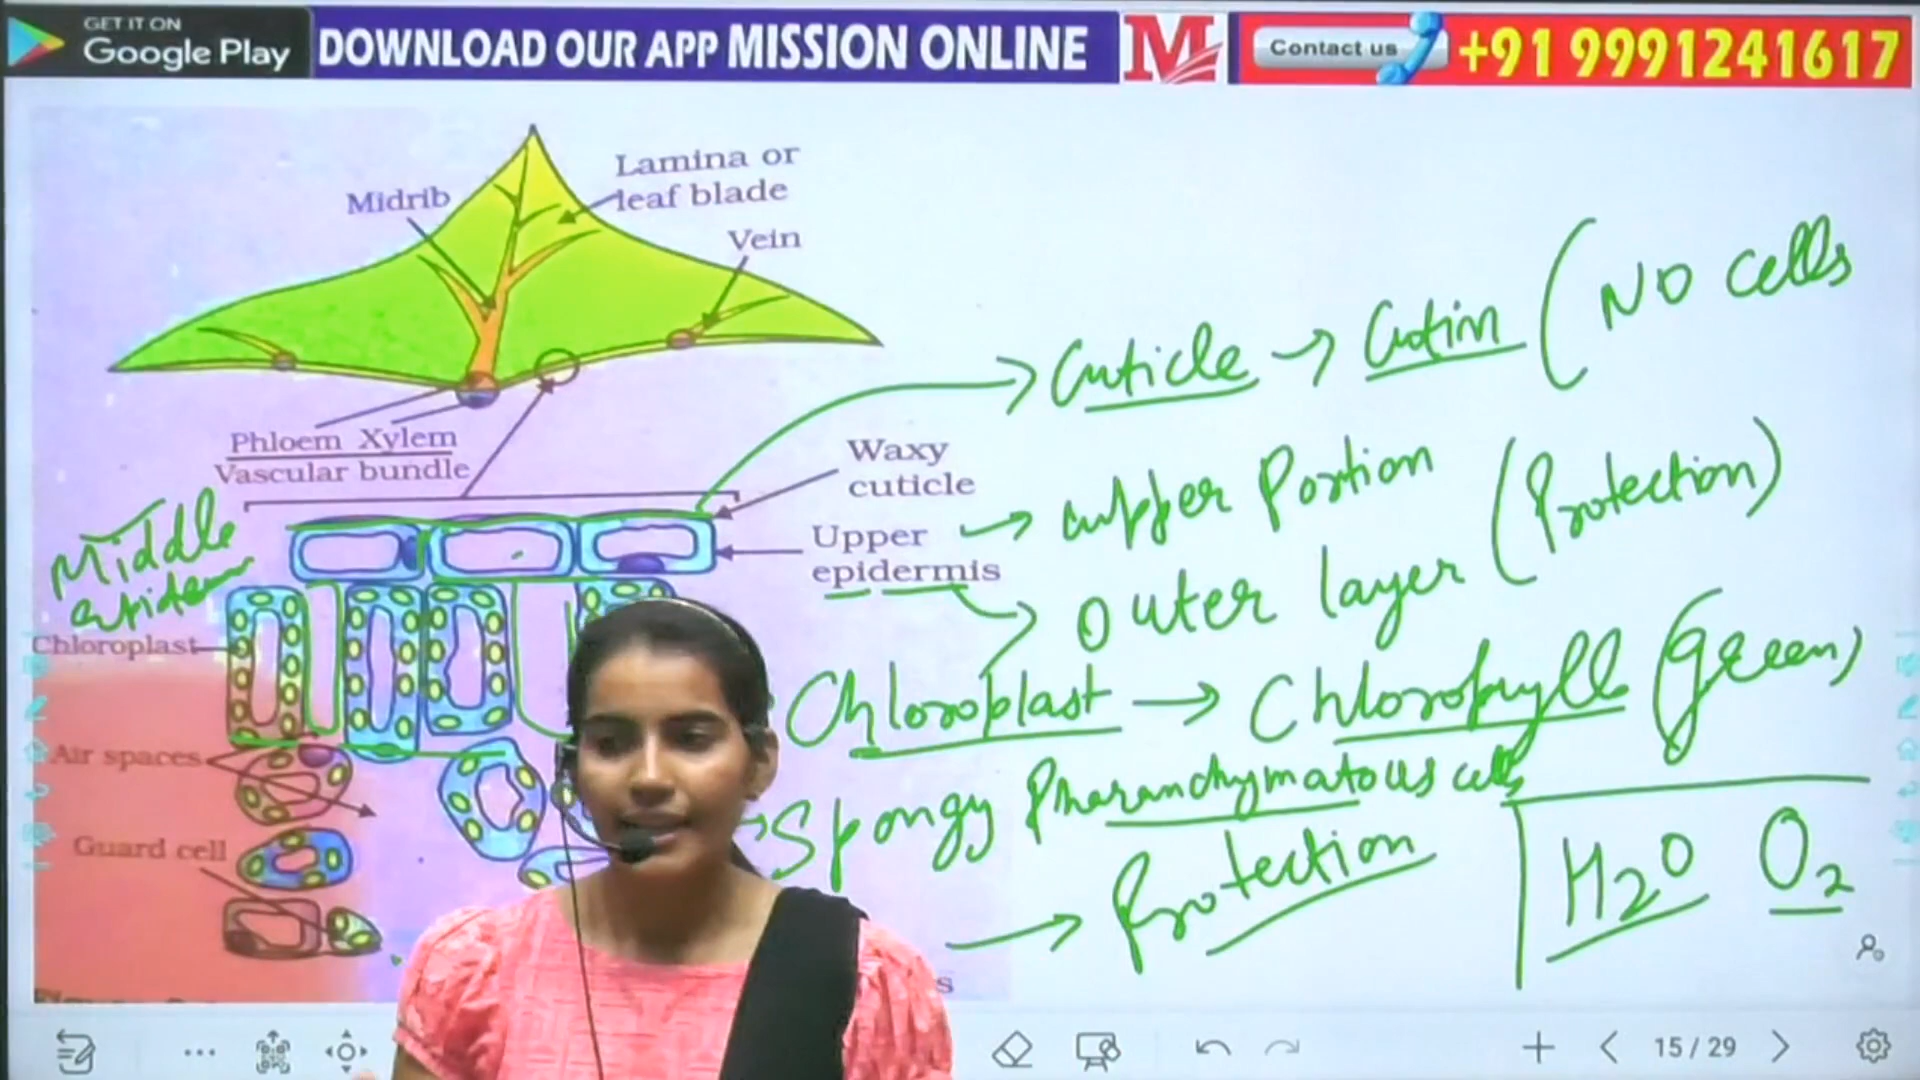 GET IT ON
Google Play
DOWNLOAD OUR APP MISSION ONLINE
M
Contact us
+91 9991241617
Lamina or
leaf blade
Midrib
Vein
Phloem Xylem
Vascular bundle
Waxy
cuticle
Upper
epidermis
Chloroplast
Air spaces
Guard cell
Middle
Cuticle → Cutin (NO cells
→ upper Portion (Protection)
Outer layer
Chloroplast → Chlorophyll (green)
→ Spongy Pharanchymatous cells
→ Protection
H2O O2
s
15 / 29